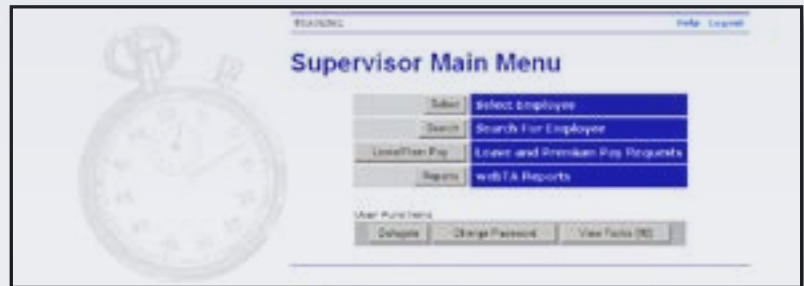 Help Logout
Supervisor Main Menu
Select Select Employee
Search Search For Employee
Leave/Prem Pay Leave and Premium Pay Requests
Reports webTA Reports
User Functions
Delegate Change Password View Tasks